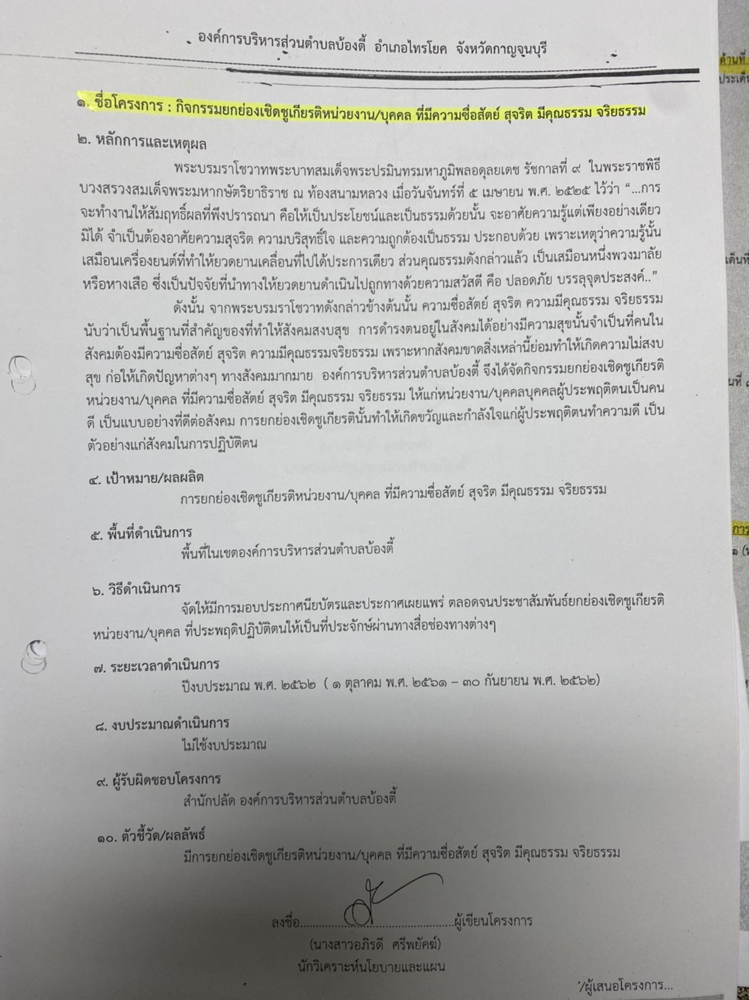 องค์การบริหารส่วนตำบลบ้องตี้ อำเภอไทรโยค จังหวัดกาญจนบุรี
๑. ชื่อโครงการ : กิจกรรมยกย่องเชิดชูเกียรติหน่วยงาน/บุคคล ที่มีความซื่อสัตย์ สุจริต มีคุณธรรม จริยธรรม
๒. หลักการและเหตุผล
พระบรมราโชวาทพระบาทสมเด็จพระปรมินทรมหาภูมิพลอดุลยเดช รัชกาลที่ ๙ ในพระราชพิธี
บวงสรวงสมเด็จพระมหากษัตริยาธิราช ณ ท้องสนามหลวง เมื่อวันจันทร์ที่ ๕ เมษายน พ.ศ. ๒๕๒๕ ไว้ว่า “...การ
จะทำงานให้สัมฤทธิ์ผลที่พึงปรารถนา คือให้เป็นประโยชน์และเป็นธรรมด้วยนั้น จะอาศัยความรู้แต่เพียงอย่างเดียว
มิได้ จำเป็นต้องอาศัยความสุจริต ความบริสุทธิ์ใจ และความถูกต้องเป็นธรรม ประกอบด้วย เพราะเหตุว่าความรู้นั้น
เสมือนเครื่องยนต์ที่ทำให้ยวดยานเคลื่อนที่ไปได้ประการเดียว ส่วนคุณธรรมดังกล่าวแล้ว เป็นเสมือนหนึ่งพวงมาลัย
หรือหางเสือ ซึ่งเป็นปัจจัยที่นำทางให้ยวดยานดำเนินไปถูกทางด้วยความสวัสดี คือ ปลอดภัย บรรลุจุดประสงค์..”
ดังนั้น จากพระบรมราโชวาทดังกล่าวข้างต้นนั้น ความซื่อสัตย์ สุจริต ความมีคุณธรรม จริยธรรม
นับว่าเป็นพื้นฐานที่สำคัญของที่ทำให้สังคมสงบสุข การดำรงตนอยู่ในสังคมได้อย่างมีความสุขนั้นจำเป็นที่คนใน
สังคมต้องมีความซื่อสัตย์ สุจริต ความมีคุณธรรมจริยธรรม เพราะหากสังคมขาดสิ่งเหล่านี้ย่อมทำให้เกิดความไม่สงบ
สุข ก่อให้เกิดปัญหาต่างๆ ทางสังคมมากมาย องค์การบริหารส่วนตำบลบ้องตี้ จึงได้จัดกิจกรรมยกย่องเชิดชูเกียรติ
หน่วยงาน/บุคคล ที่มีความซื่อสัตย์ สุจริต มีคุณธรรม จริยธรรม ให้แก่หน่วยงาน/บุคคลบุคคลผู้ประพฤติตนเป็นคน
ดี เป็นแบบอย่างที่ดีต่อสังคม การยกย่องเชิดชูเกียรตินั้นทำให้เกิดขวัญและกำลังใจแก่ผู้ประพฤติตนทำความดี เป็น
ตัวอย่างแก่สังคมในการปฏิบัติตน
๔. เป้าหมาย/ผลผลิต
การยกย่องเชิดชูเกียรติหน่วยงาน/บุคคล ที่มีความซื่อสัตย์ สุจริต มีคุณธรรม จริยธรรม
๕. พื้นที่ดำเนินการ
พื้นที่ในเขตองค์การบริหารส่วนตำบลบ้องตี้
๖. วิธีดำเนินการ
จัดให้มีการมอบประกาศนียบัตรและประกาศเผยแพร่ ตลอดจนประชาสัมพันธ์ยกย่องเชิดชูเกียรติ
หน่วยงาน/บุคคล ที่ประพฤติปฏิบัติตนให้เป็นที่ประจักษ์ผ่านทางสื่อช่องทางต่างๆ
๗. ระยะเวลาดำเนินการ
ปีงบประมาณ พ.ศ. ๒๕๖๒ ( ๑ ตุลาคม พ.ศ. ๒๕๖๑ – ๓๐ กันยายน พ.ศ. ๒๕๖๒)
๘. งบประมาณดำเนินการ
ไม่ใช้งบประมาณ
๙. ผู้รับผิดชอบโครงการ
สำนักปลัด องค์การบริหารส่วนตำบลบ้องตี้
๑๐. ตัวชี้วัด/ผลลัพธ์
มีการยกย่องเชิดชูเกียรติหน่วยงาน/บุคคล ที่มีความซื่อสัตย์ สุจริต มีคุณธรรม จริยธรรม
ลงชื่อ........................................ผู้เขียนโครงการ
(นางสาวอภิรดี ศรีพยัคฆ์)
นักวิเคราะห์นโยบายและแผน
/ผู้เสนอโครงการ...
ด้านที่